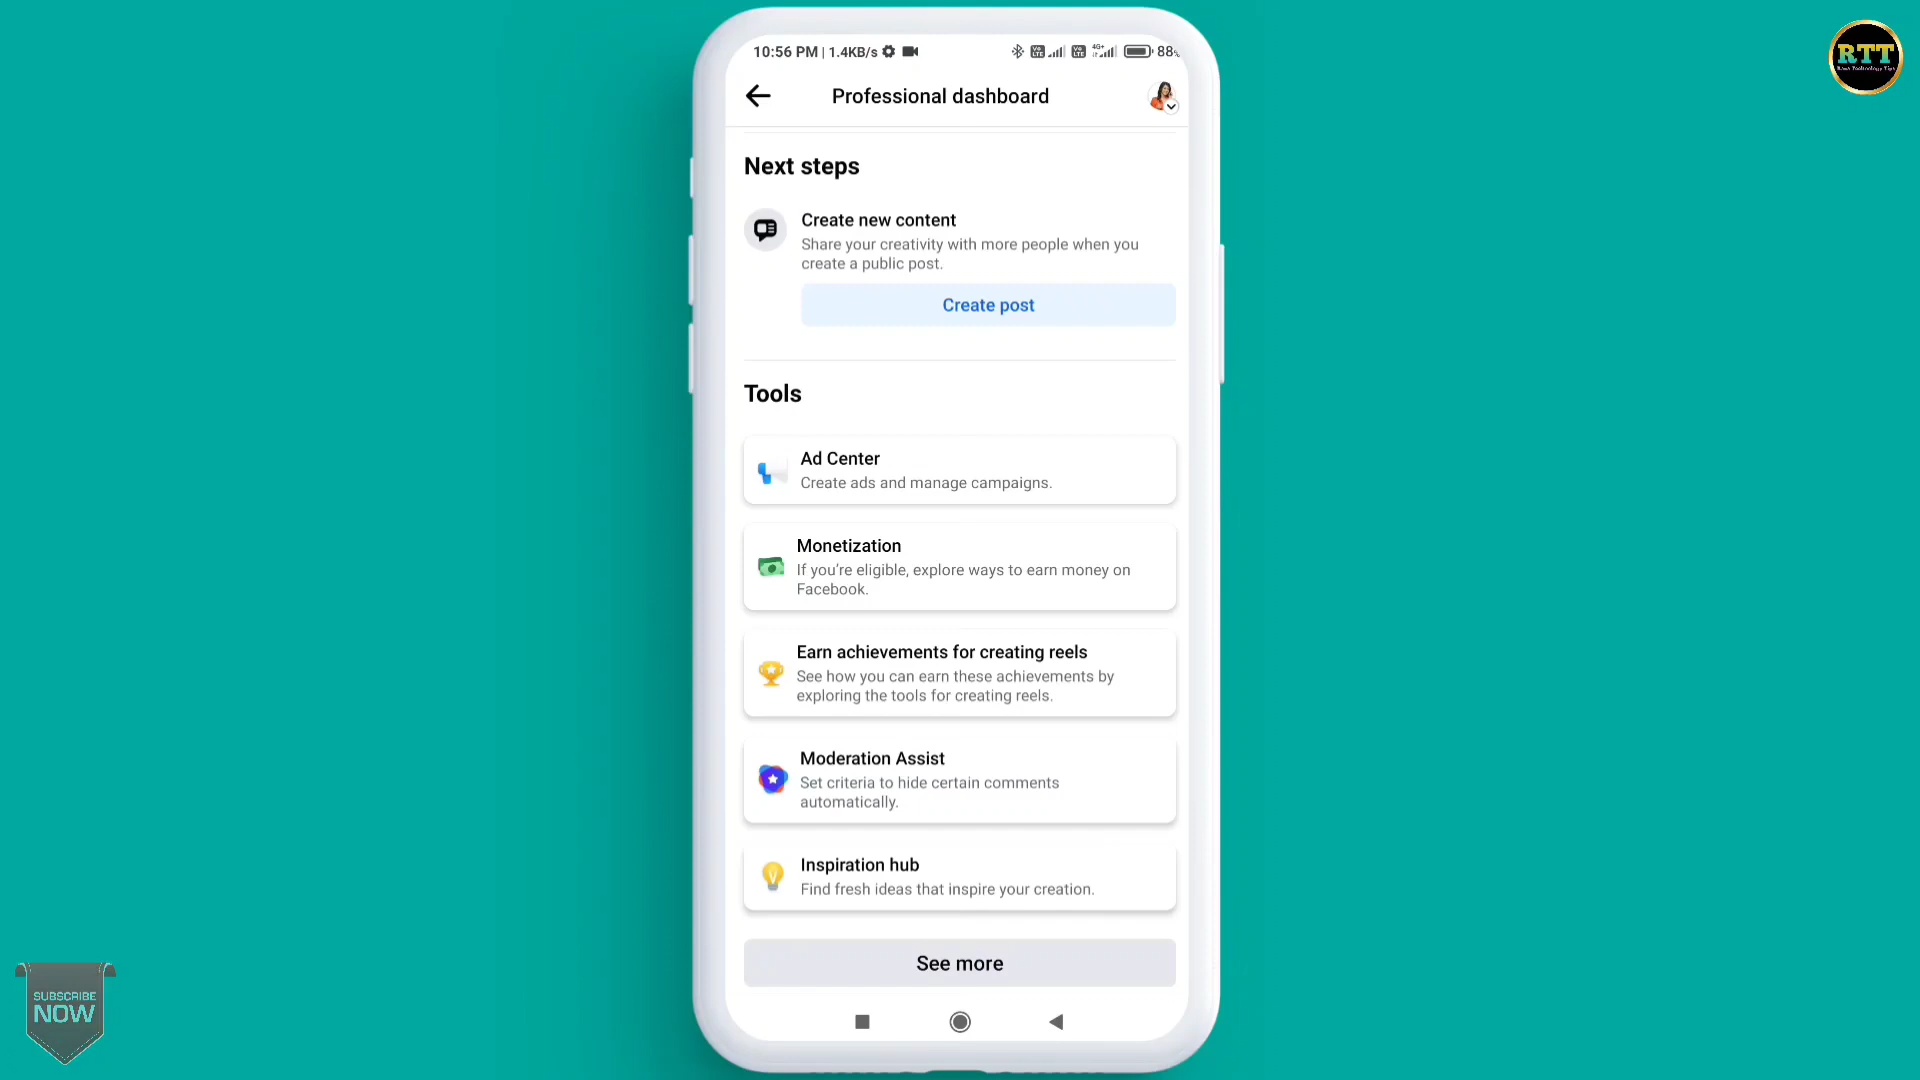 10:56 PM | 1.4KB/s
4G+
88%
RTT
Professional dashboard
Next steps
Create new content
Share your creativity with more people when you
create a public post.
Create post
Tools
Ad Center
Create ads and manage campaigns.
Monetization
If you’re eligible, explore ways to earn money on
Facebook.
Earn achievements for creating reels
See how you can earn these achievements by
exploring the tools for creating reels.
Moderation Assist
Set criteria to hide certain comments
automatically.
Inspiration hub
Find fresh ideas that inspire your creation.
See more
SUBSCRIBE
NOW